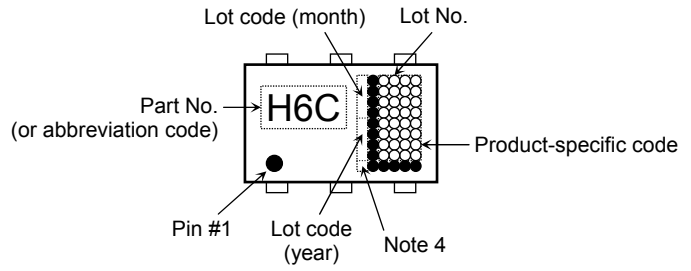 Lot code (month)
Lot No.
Part No.
(or abbreviation code)
H6C
Product-specific code
Pin #1
Lot code
(year)
Note 4